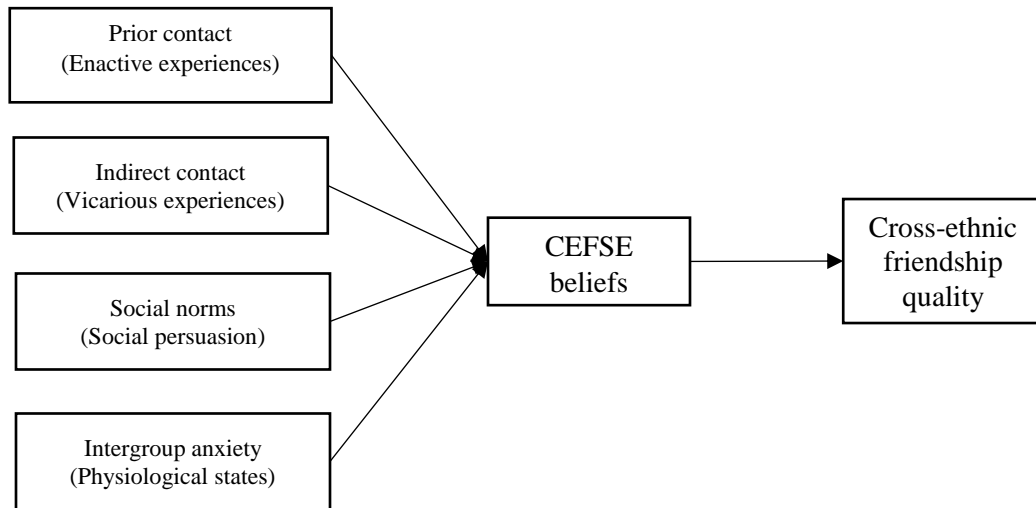 Prior contact
(Enactive experiences)
Indirect contact
(Vicarious experiences)
Social norms
(Social persuasion)
Intergroup anxiety
(Physiological states)
CEFSE
beliefs
Cross-ethnic
friendship
quality